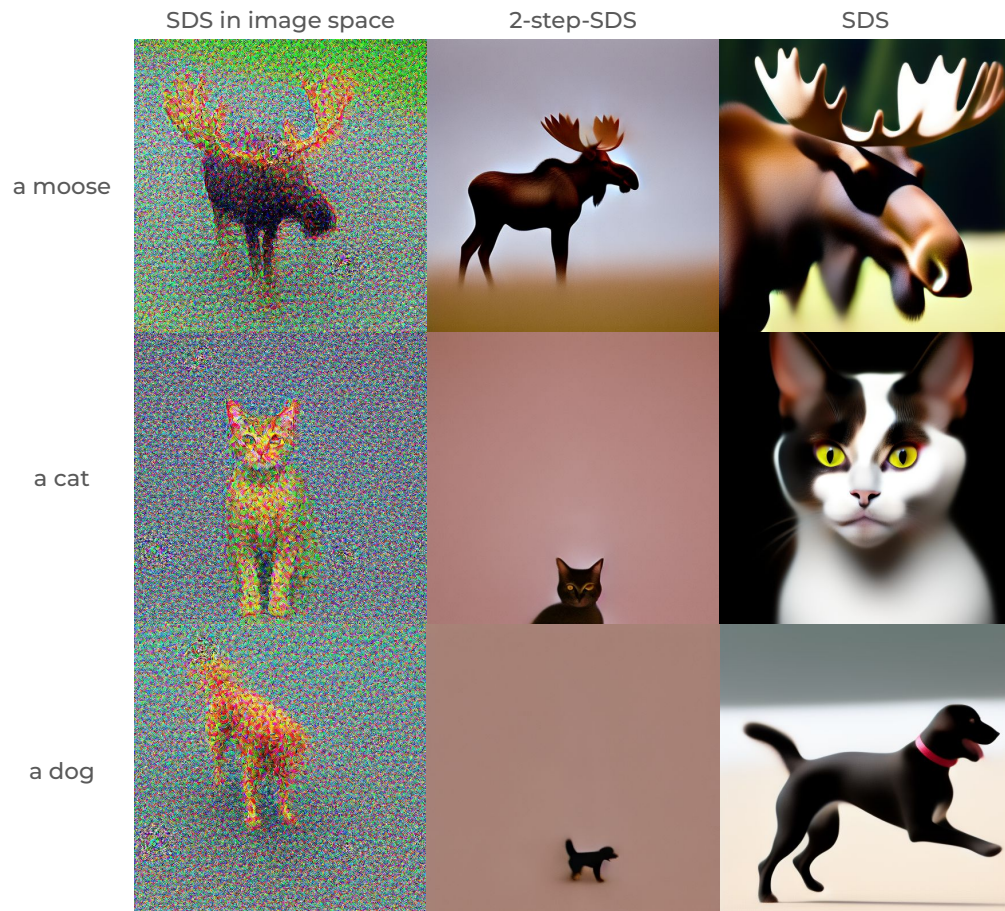 SDS in image space
2-step-SDS
SDS
a moose
a cat
a dog